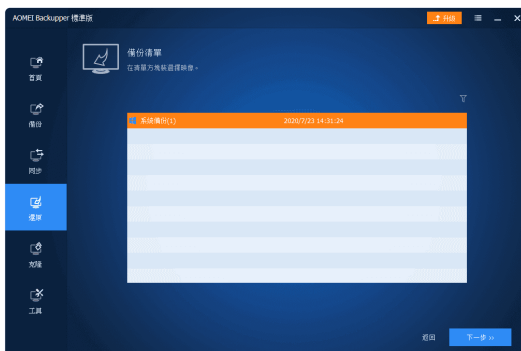 AOMEI Backupper 標準版
升級
備份清單
在清單方塊裝選擇映像。
首頁
備份
同步
還原
克隆
工具
系統備份(1) 2020/7/23 14:31:24
返回
下一步 >>